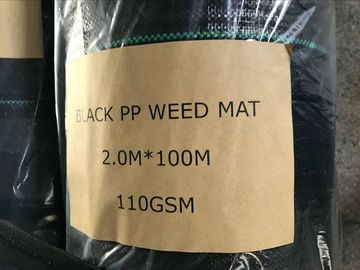 BLACK PP WEED MAT
2.0M*100M
110GSM